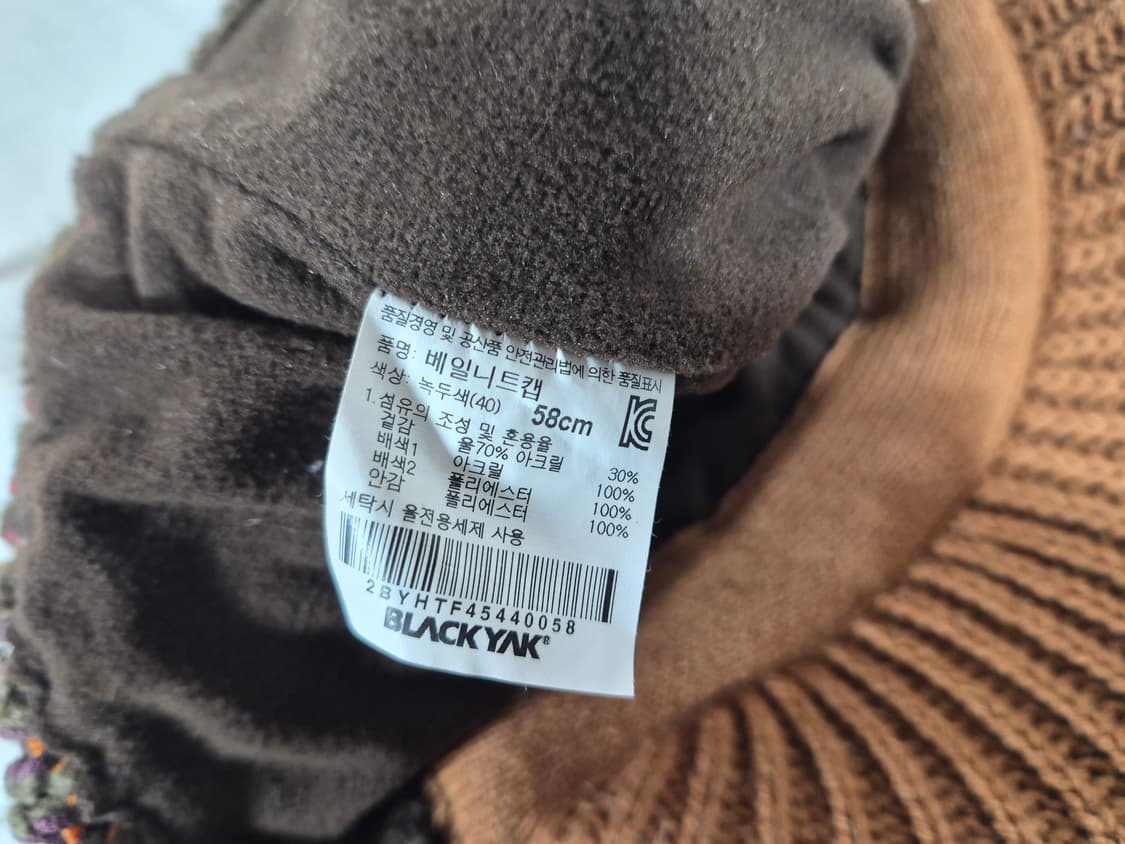 품질경영 및 공산품 안전관리법에 의한 품질표시
품명: 베일니트캡
색상: 녹두색(40) 58cm
1.섬유의 조성 및 혼용율
겉감 울70% 아크릴 30%
배색1 아크릴 100%
배색2 폴리에스터 100%
안감 폴리에스터 100%
세탁시 울전용세제 사용
2BYHTF45440058
BLACKYAK®